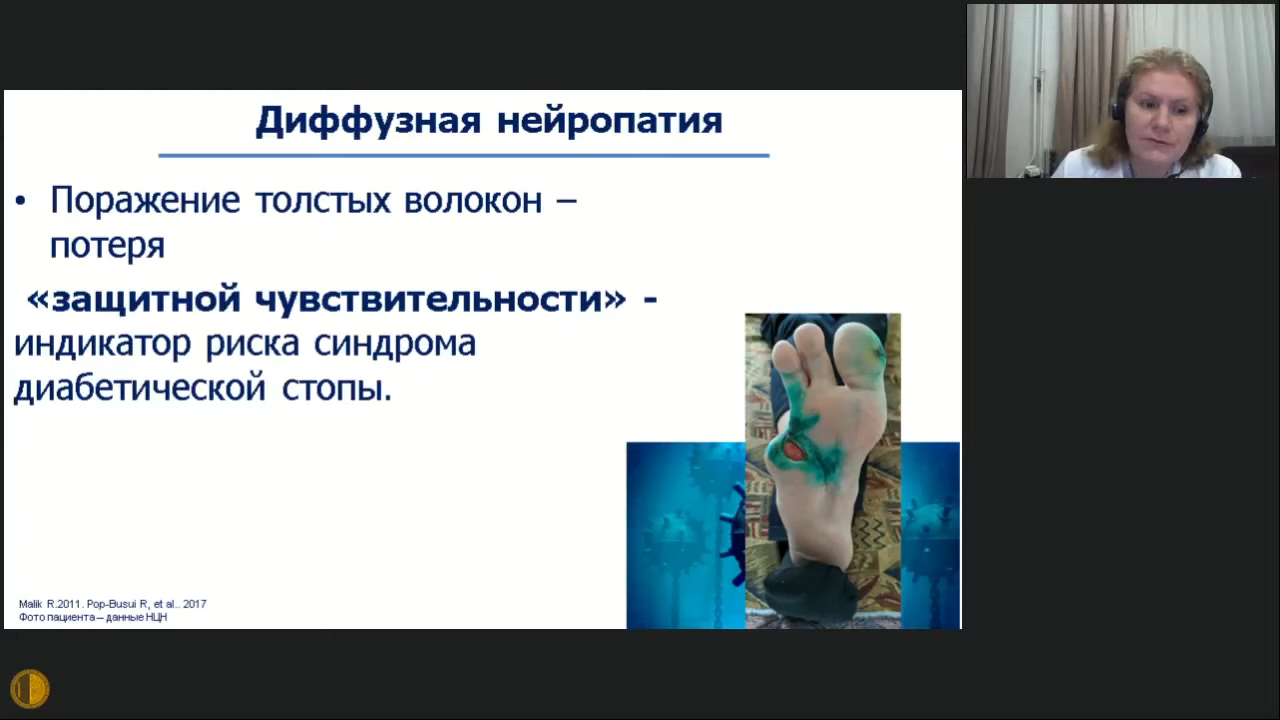 Диффузная нейропатия
• Поражение толстых волокон –
потеря
«защитной чувствительности» -
индикатор риска синдрома
диабетической стопы.
Malik R.2011. Pop-Busui R, et al.. 2017
Фото пациента – данные НЦН